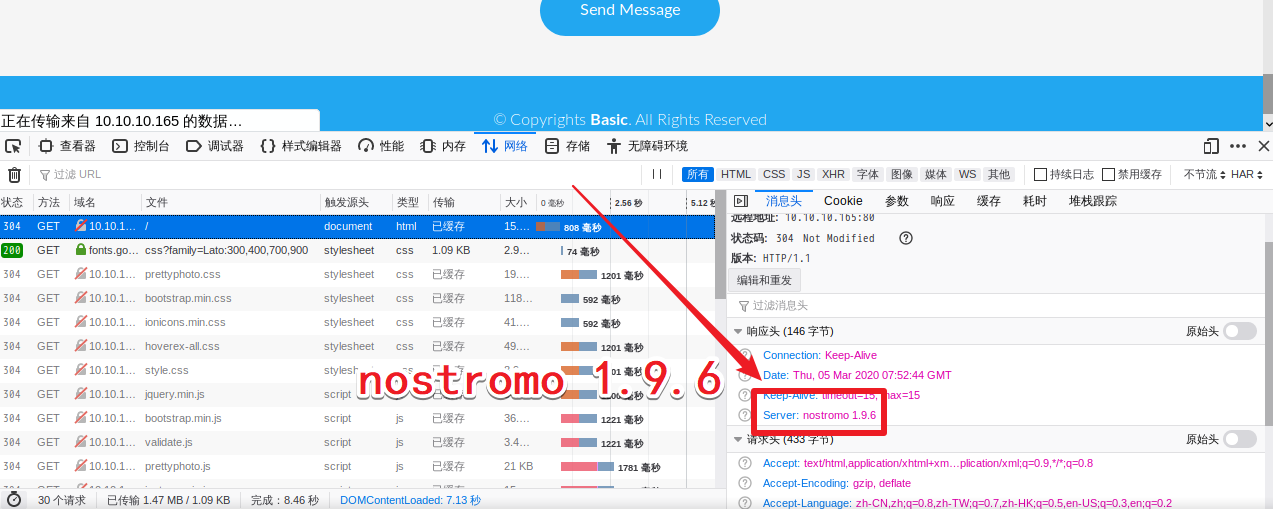 Send Message
正在传输来自 10.10.10.165 的数据…
© Copyrights Basic. All Rights Reserved
查看器 控制台 调试器 样式编辑器 性能 内存 网络 存储 无障碍环境
过滤 URL
所有 HTML CSS JS XHR 字体 图像 媒体 WS 其他 持续日志 禁用缓存 不节流 HAR
状态 方法 域名 文件 触发源头 类型 传输 大小 0 毫秒 2.56 秒 5.12 秒
304 GET 10.10.1… / document html 已缓存 15.… 808 毫秒
200 GET fonts.go… css?family=Lato:300,400,700,900 stylesheet css 1.09 KB 2.9… 74 毫秒
304 GET 10.10.1… prettyphoto.css stylesheet css 已缓存 19.… 1201 毫秒
304 GET 10.10.1… bootstrap.min.css stylesheet css 已缓存 118… 592 毫秒
304 GET 10.10.1… ionicons.min.css stylesheet css 已缓存 41.… 592 毫秒
304 GET 10.10.1… hoverex-all.css stylesheet css 已缓存 49.… 1201 毫秒
304 GET 10.10.1… style.css stylesheet css 已缓存
304 GET 10.10.1… jquery.min.js script
304 GET 10.10.1… bootstrap.min.js script js 已缓存 36.… 1221 毫秒
304 GET 10.10.1… validate.js script js 已缓存 3.4… 1221 毫秒
304 GET 10.10.1… prettyphoto.js script js 已缓存 21 KB 1781 毫秒
nostromo 1.9.6
30 个请求 已传输 1.47 MB / 1.09 KB 完成：8.46 秒 DOMContentLoaded: 7.13 秒
消息头 Cookie 参数 响应 缓存 耗时 堆栈跟踪
远程地址: 10.10.10.165:80
状态码: 304 Not Modified
版本: HTTP/1.1
编辑和重发
过滤消息头
响应头 (146 字节) 原始头
Connection: Keep-Alive
Date: Thu, 05 Mar 2020 07:52:44 GMT
Keep-Alive: timeout=15, max=15
Server: nostromo 1.9.6
请求头 (433 字节) 原始头
Accept: text/html,application/xhtml+xm…plication/xml;q=0.9,*/*;q=0.8
Accept-Encoding: gzip, deflate
Accept-Language: zh-CN,zh;q=0.8,zh-TW;q=0.7,zh-HK;q=0.5,en-US;q=0.3,en;q=0.2